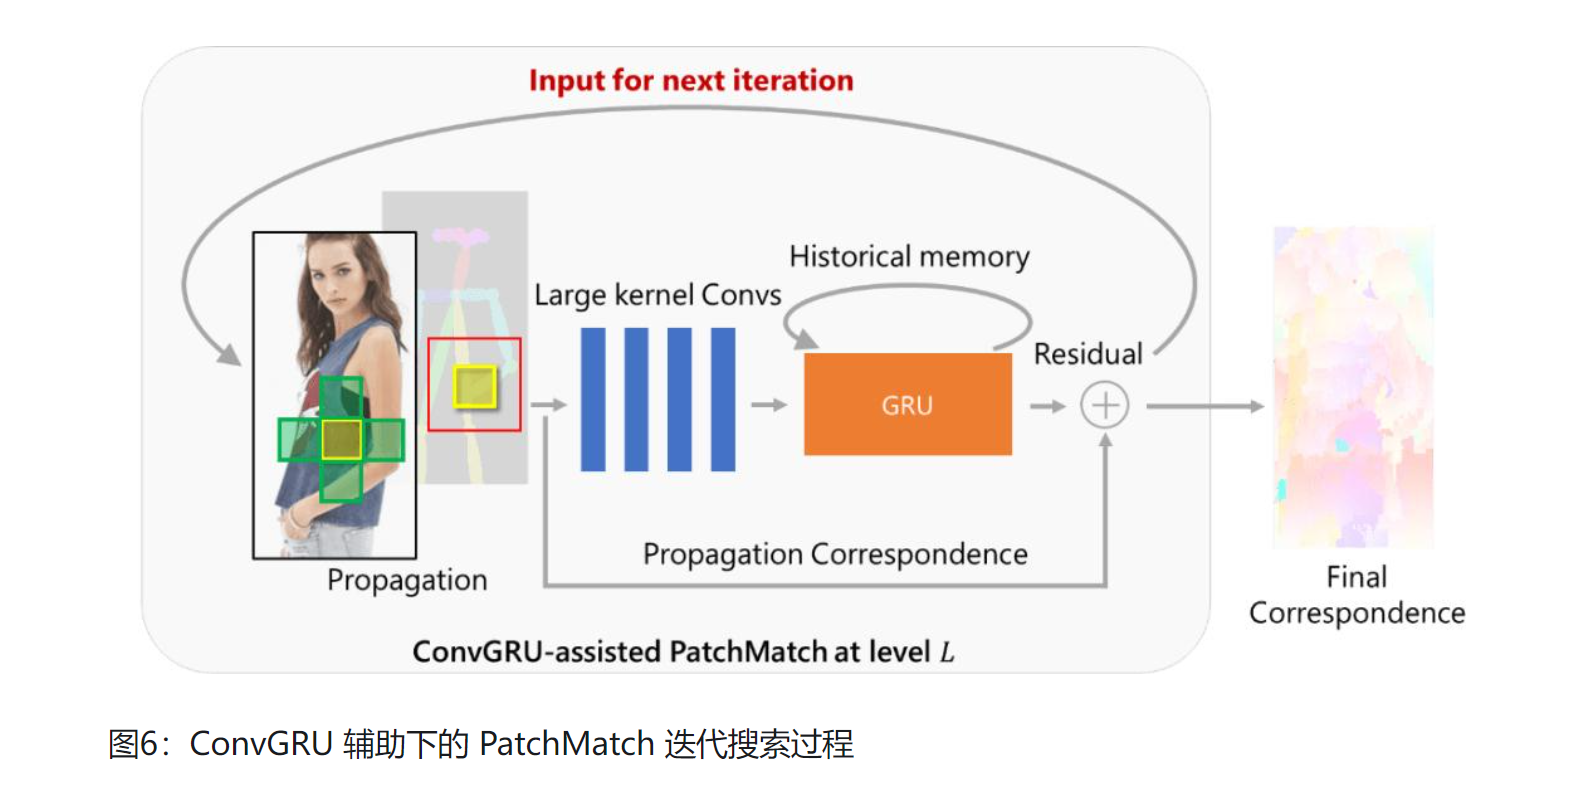 Input for next iteration
Historical memory
Large kernel Convs
Residual
GRU
Propagation Correspondence
Propagation
Final
Correspondence
ConvGRU-assisted PatchMatch at level L
图6：ConvGRU 辅助下的 PatchMatch 迭代搜索过程